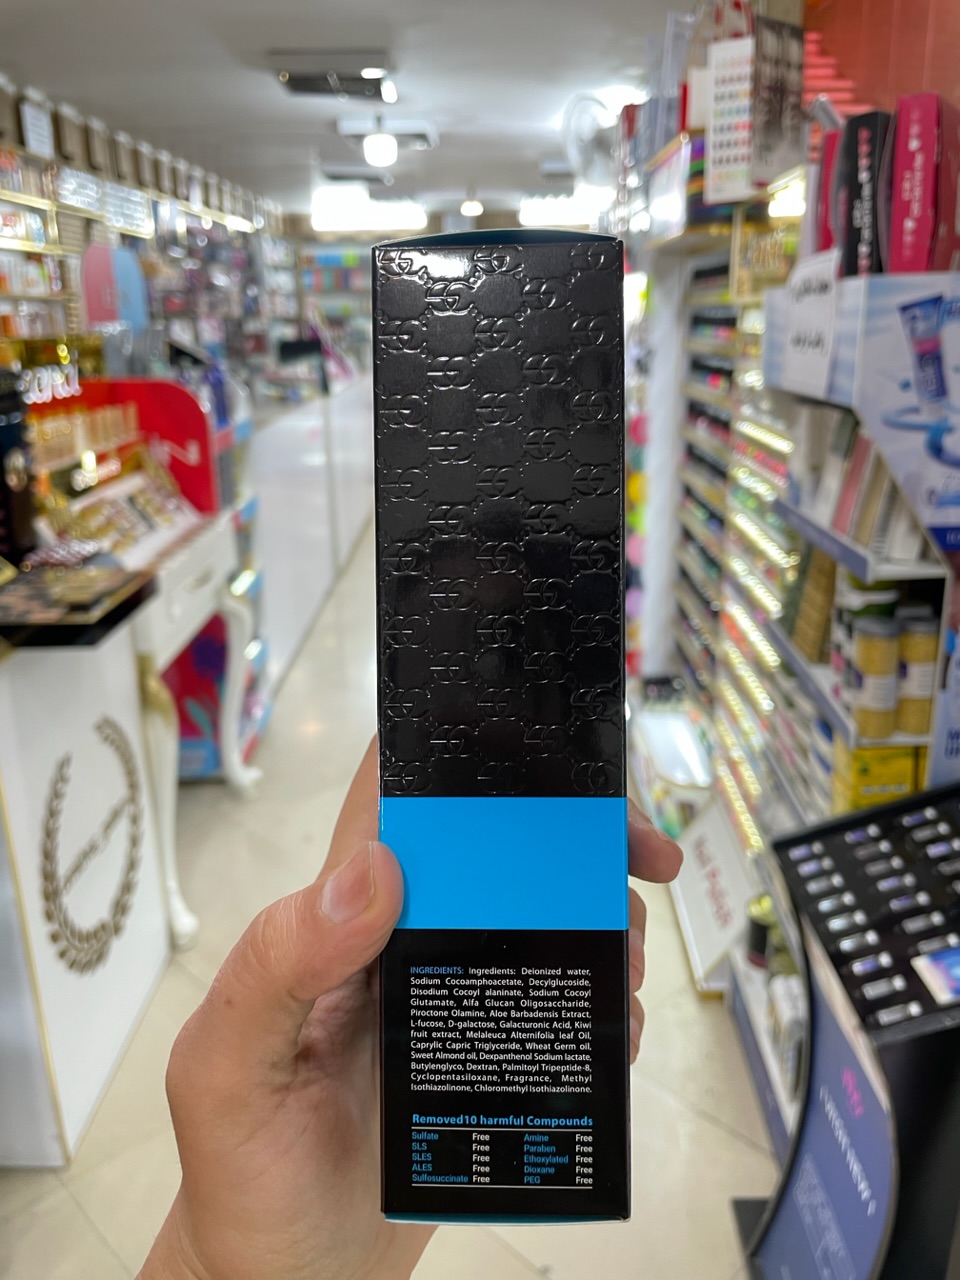 INGREDIENTS: Ingredients: Deionized water,
Sodium Cocoamphoacetate, Decylglucoside,
Disodium Cocoyl alaninate, Sodium Cocoyl
Glutamate, Alfa Glucan Oligosaccharide,
Piroctone Olamine, Aloe Barbadensis Extract,
L-fucose, D-galactose, Galacturonic Acid, Kiwi
fruit extract, Melaleuca Alternifolia leaf Oil,
Caprylic Capric Triglyceride, Wheat Germ oil,
Sweet Almond oil, Dexpanthenol Sodium lactate,
Butylenglyco, Dextran, Palmitoyl Tripeptide-8,
Cyclopentasiloxane, Fragrance, Methyl
Isothiazolinone, Chloromethyl Isothiazolinone.
Removed10 harmful Compounds
Sulfate Free Amine Free
SLS Free Paraben Free
SLES Free Ethoxylated Free
ALES Free Dioxane Free
Sulfosuccinate Free PEG Free